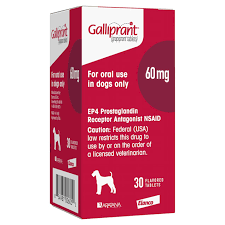 Galliprant®
(grapiprant tablets)
For oral use
in dogs only
60 mg
EP4 Prostaglandin
Receptor Antagonist NSAID
Caution: Federal (USA)
law restricts this drug to
use by or on the order of
a licensed veterinarian.
30 FLAVORED
TABLETS
ARATANA
Elanco